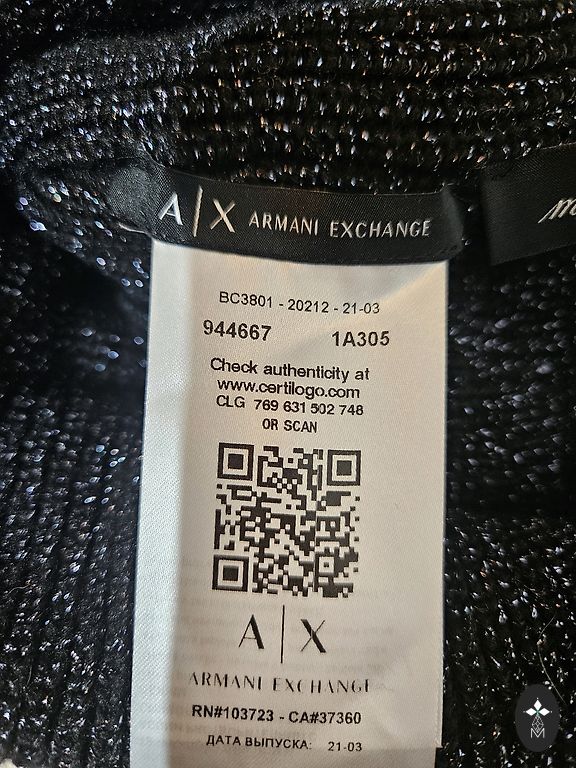 A|X ARMANI EXCHANGE
BC3801 - 20212 - 21-03
944667 1A305
Check authenticity at
www.certilogo.com
CLG 769 631 502 748
OR SCAN
A|X
ARMANI EXCHANGE
RN#103723 - CA#37360
ДАТА ВЫПУСКА: 21-03
M